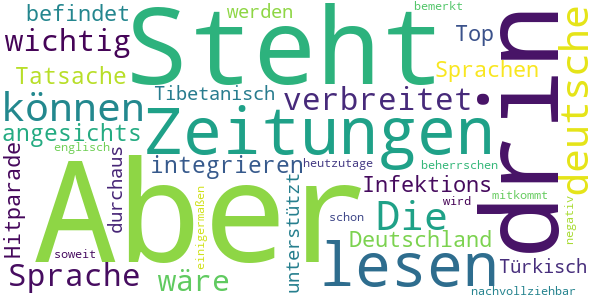 befindet
werden
bemerkt
Steht
drin
deutsche
wichtig
Top
Tatsache
Sprachen
Tibetanisch
können
verbreitet
Zeitungen
angesichts
englisch
integrieren
heutzutage
beherrschen
Hitparade
durchaus
Aber
einigermaßen
unterstützt
Infektions
mitkommt
wird
negativ
schon
Die
Deutschland
lesen
soweit
Sprache
wäre
Türkisch
nachvollziehbar